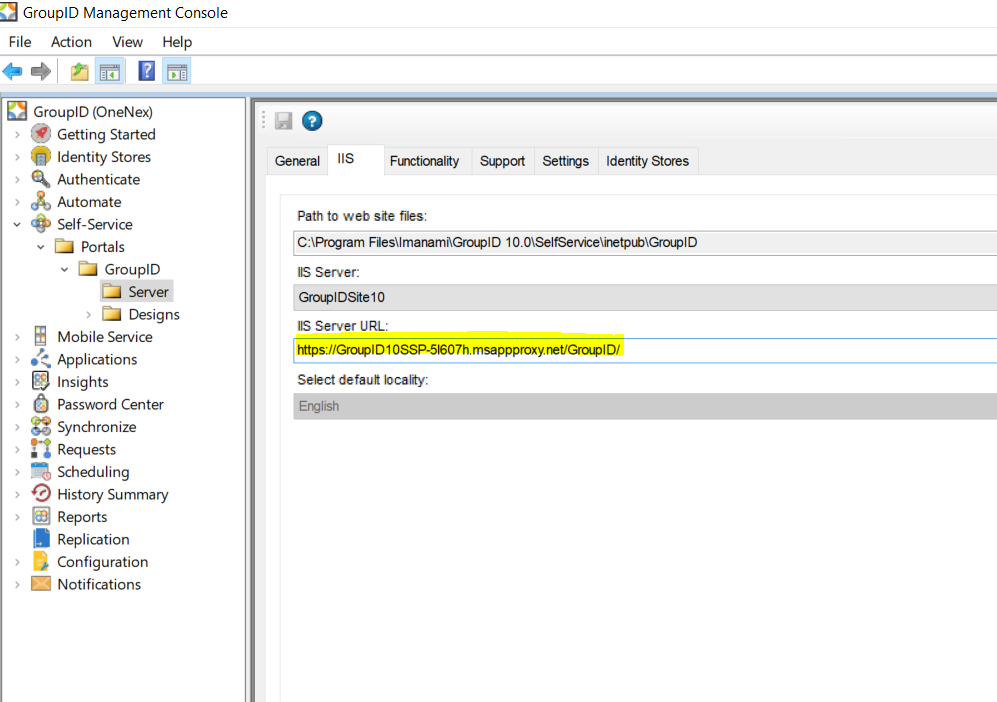 GroupID Management Console
File Action View Help
GroupID (OneNex)
Getting Started
Identity Stores
Authenticate
Automate
Self-Service
Portals
GroupID
Server
Designs
Mobile Service
Applications
Insights
Password Center
Synchronize
Requests
Scheduling
History Summary
Reports
Replication
Configuration
Notifications
General IIS Functionality Support Settings Identity Stores
Path to web site files:
C:\Program Files\Imanami\GroupID 10.0\SelfService\inetpub\GroupID
IIS Server:
GroupIDSite10
IIS Server URL:
https://GroupID10SSP-5l607h.msappproxy.net/GroupID/
Select default locality:
English